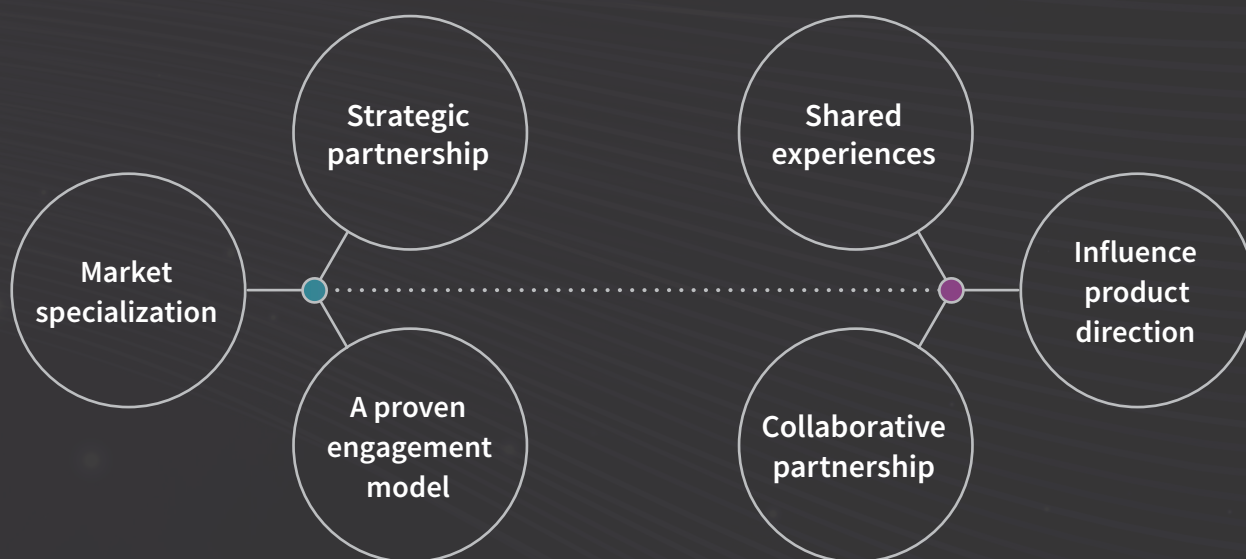 Strategic
partnership
Market
specialization
A proven
engagement
model
Shared
experiences
Influence
product
direction
Collaborative
partnership